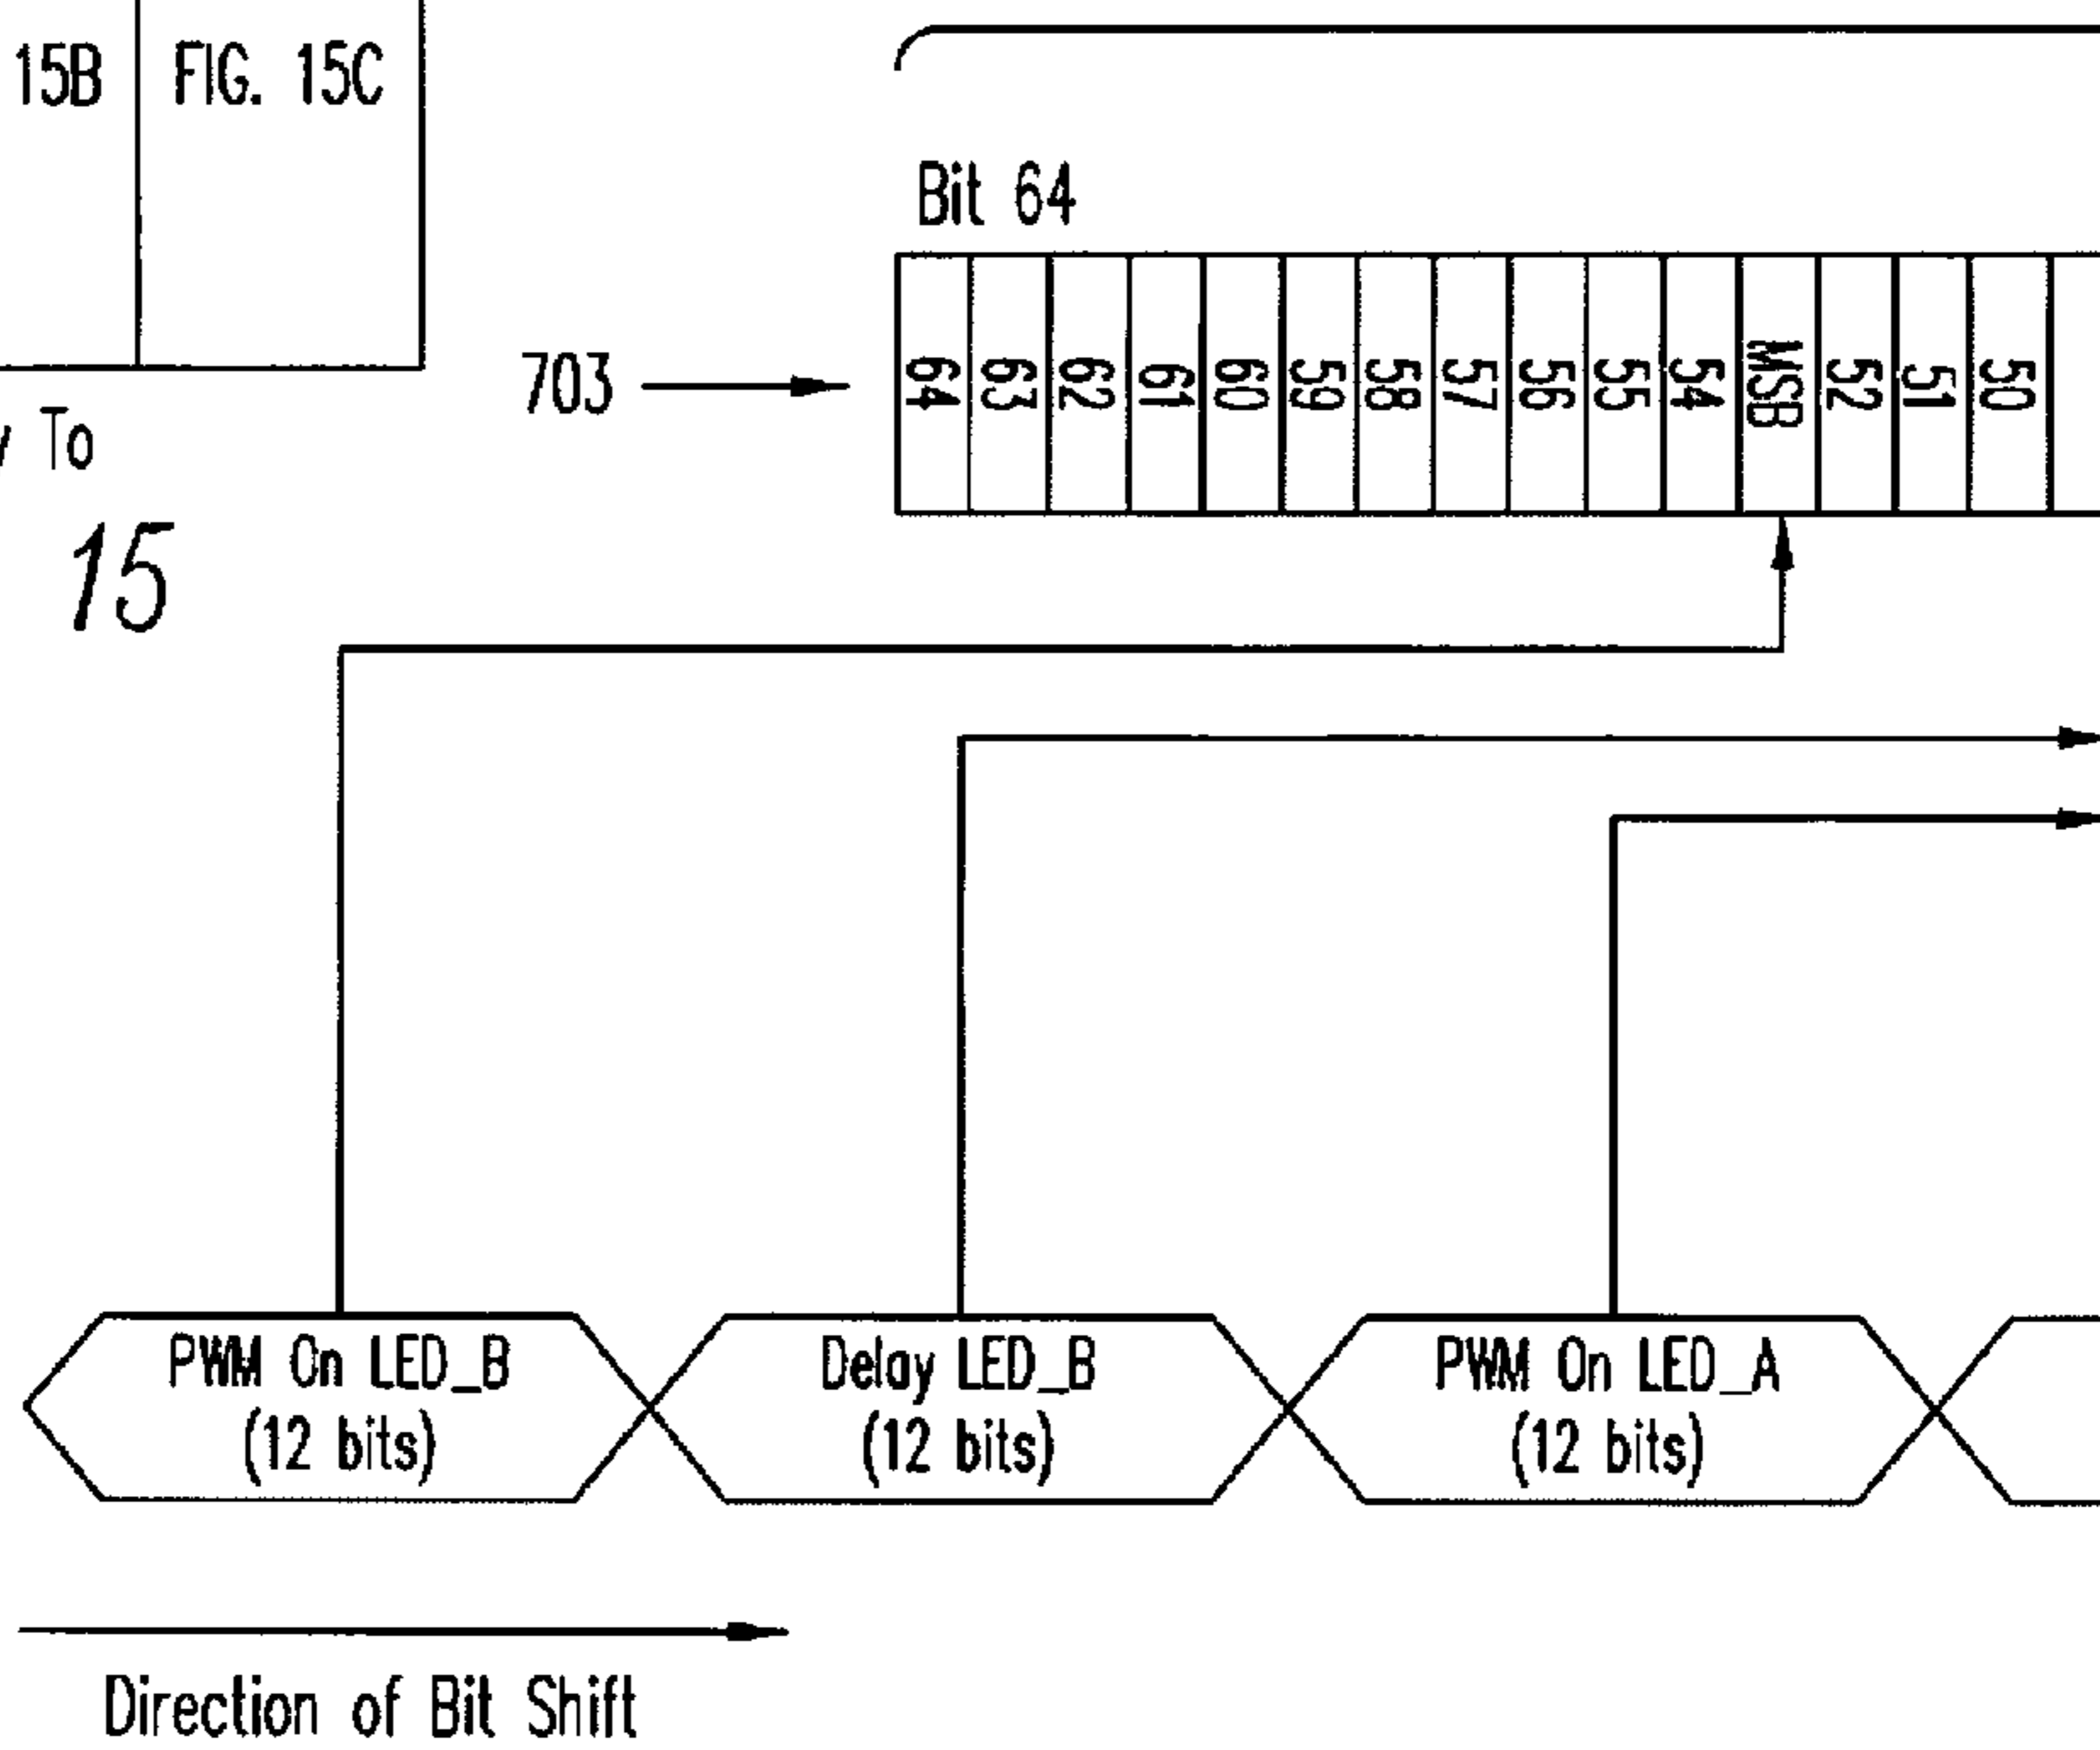 15B FIG. 15C
Bit 64
703
64 63 62 61 60 59 58 57 56 55 54 MSB 52 51 50
To
15
PWM On LED_B
(12 bits)
Delay LED_B
(12 bits)
PWM On LED_A
(12 bits)
Direction of Bit Shift